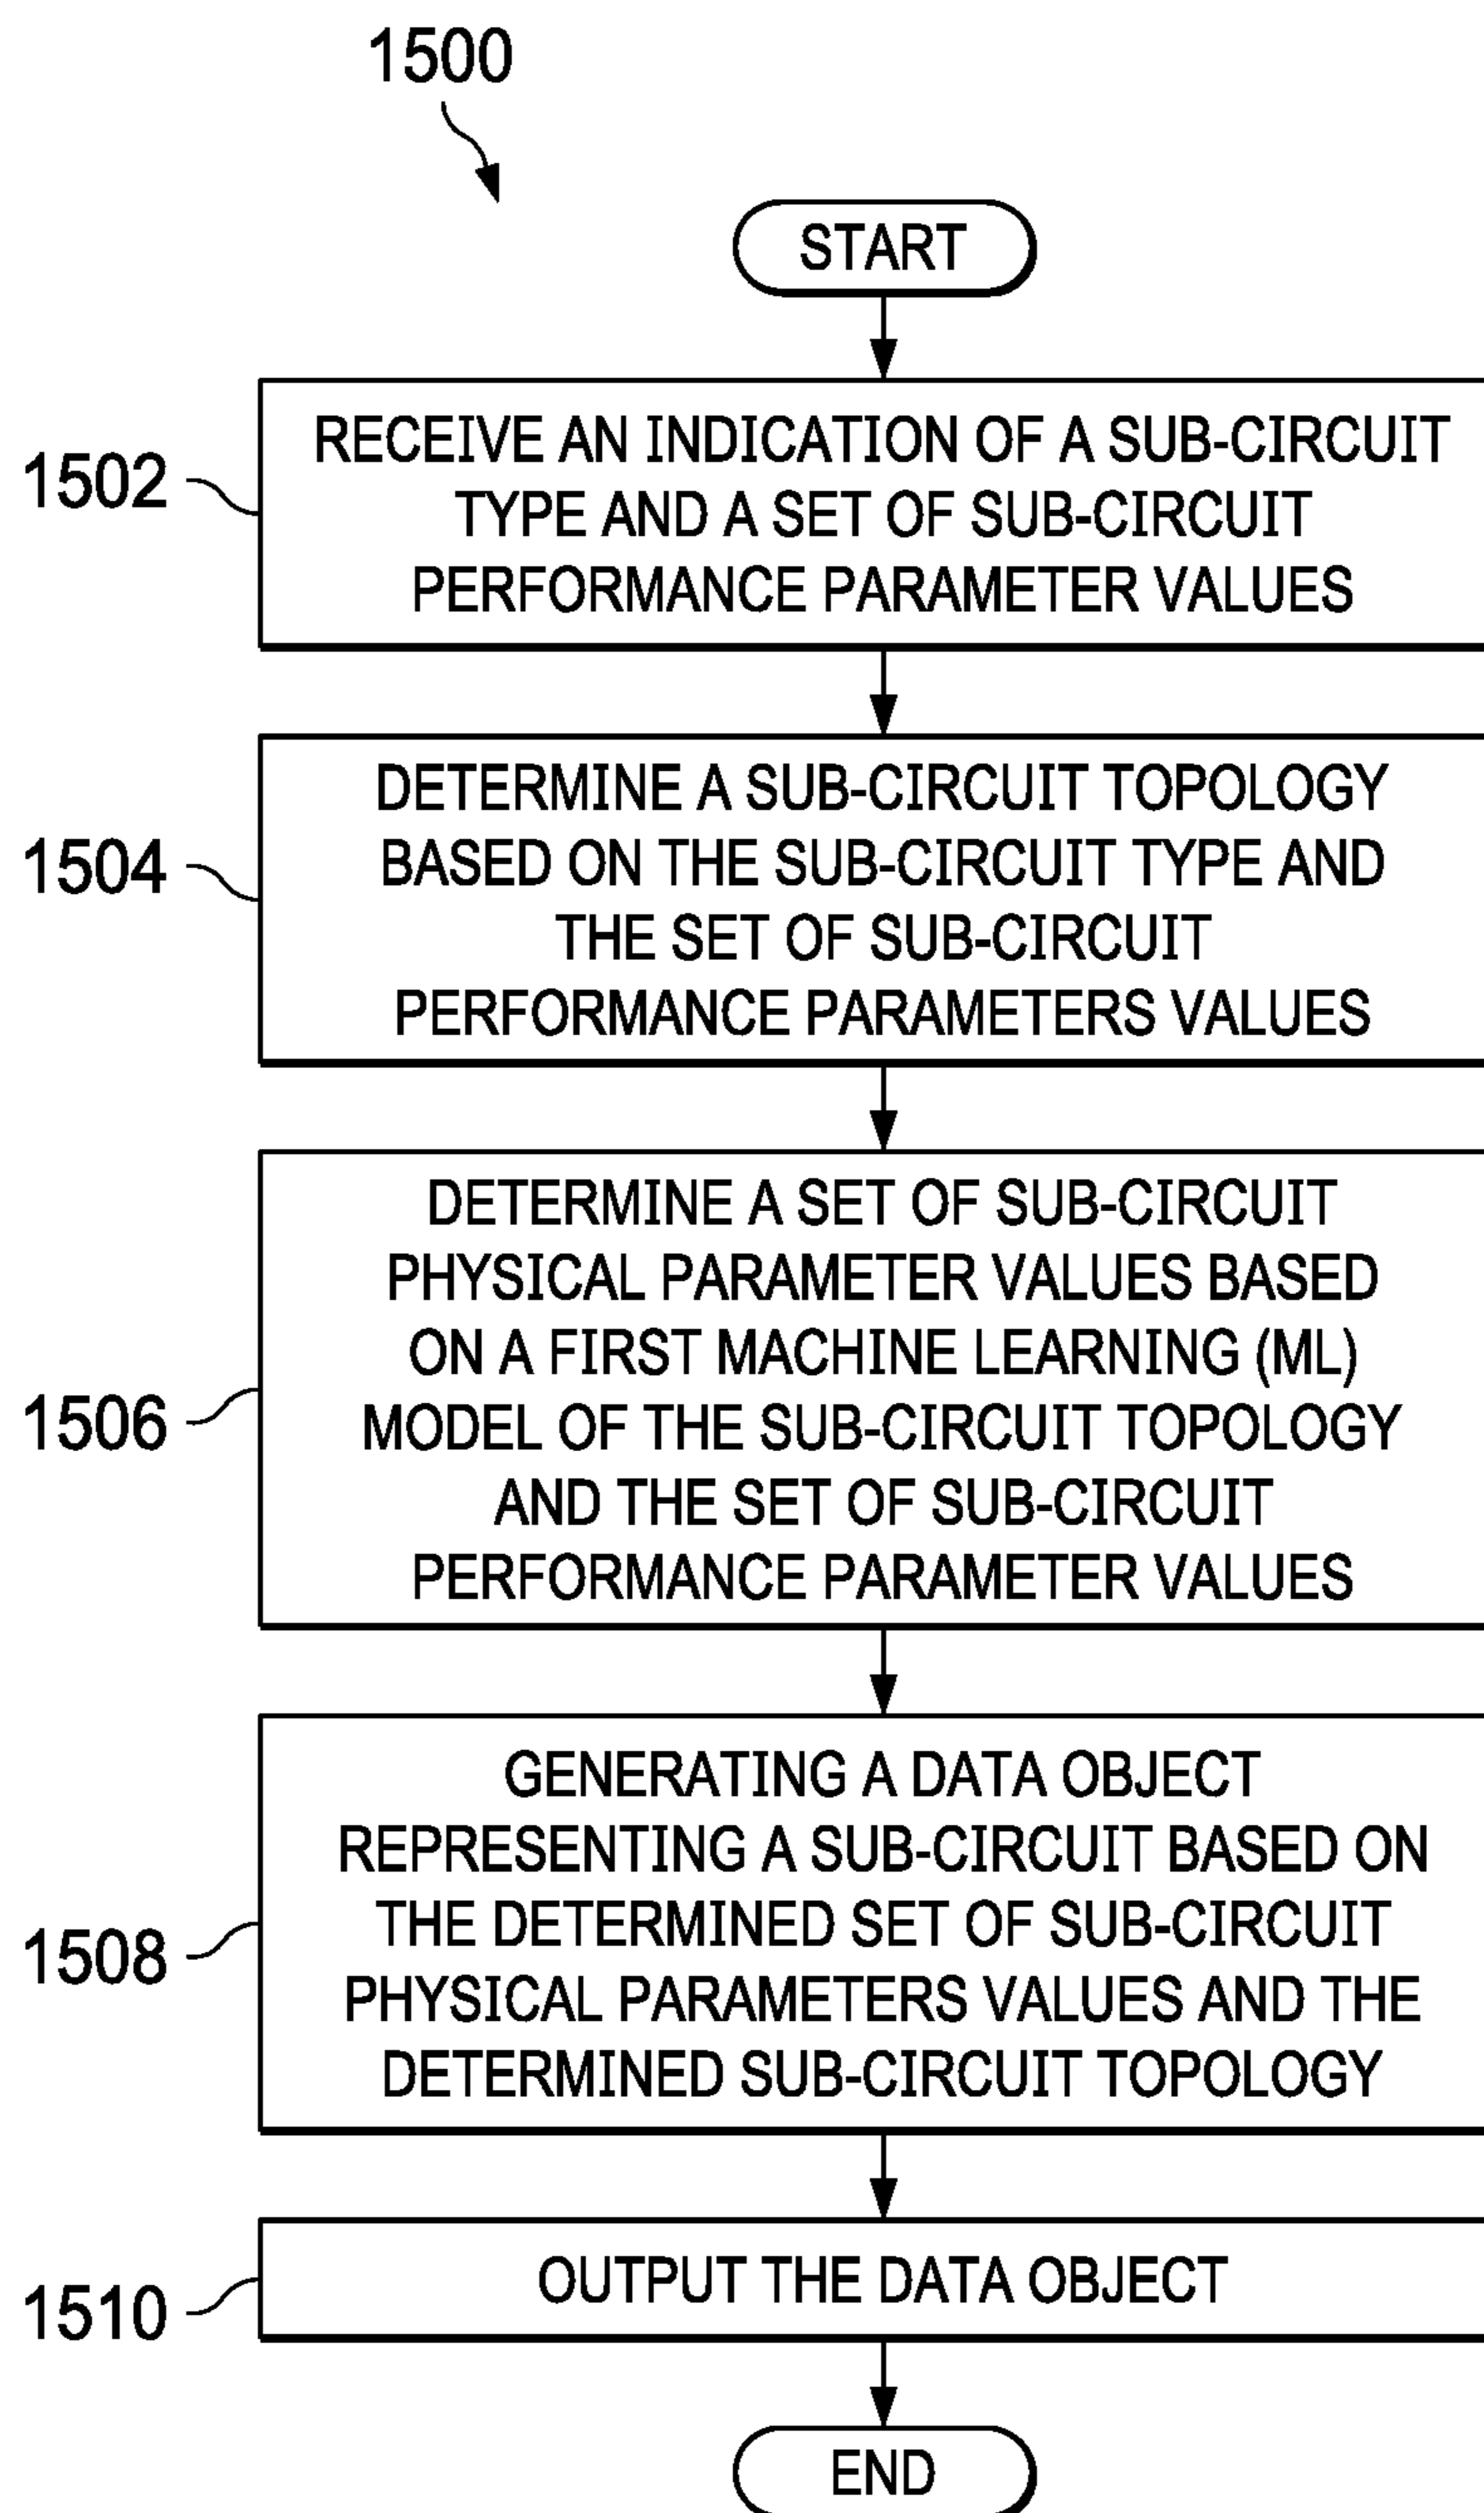 1500
START
1502
RECEIVE AN INDICATION OF A SUB-CIRCUIT
TYPE AND A SET OF SUB-CIRCUIT
PERFORMANCE PARAMETER VALUES
1504
DETERMINE A SUB-CIRCUIT TOPOLOGY
BASED ON THE SUB-CIRCUIT TYPE AND
THE SET OF SUB-CIRCUIT
PERFORMANCE PARAMETERS VALUES
1506
DETERMINE A SET OF SUB-CIRCUIT
PHYSICAL PARAMETER VALUES BASED
ON A FIRST MACHINE LEARNING (ML)
MODEL OF THE SUB-CIRCUIT TOPOLOGY
AND THE SET OF SUB-CIRCUIT
PERFORMANCE PARAMETER VALUES
1508
GENERATING A DATA OBJECT
REPRESENTING A SUB-CIRCUIT BASED ON
THE DETERMINED SET OF SUB-CIRCUIT
PHYSICAL PARAMETERS VALUES AND THE
DETERMINED SUB-CIRCUIT TOPOLOGY
1510
OUTPUT THE DATA OBJECT
END